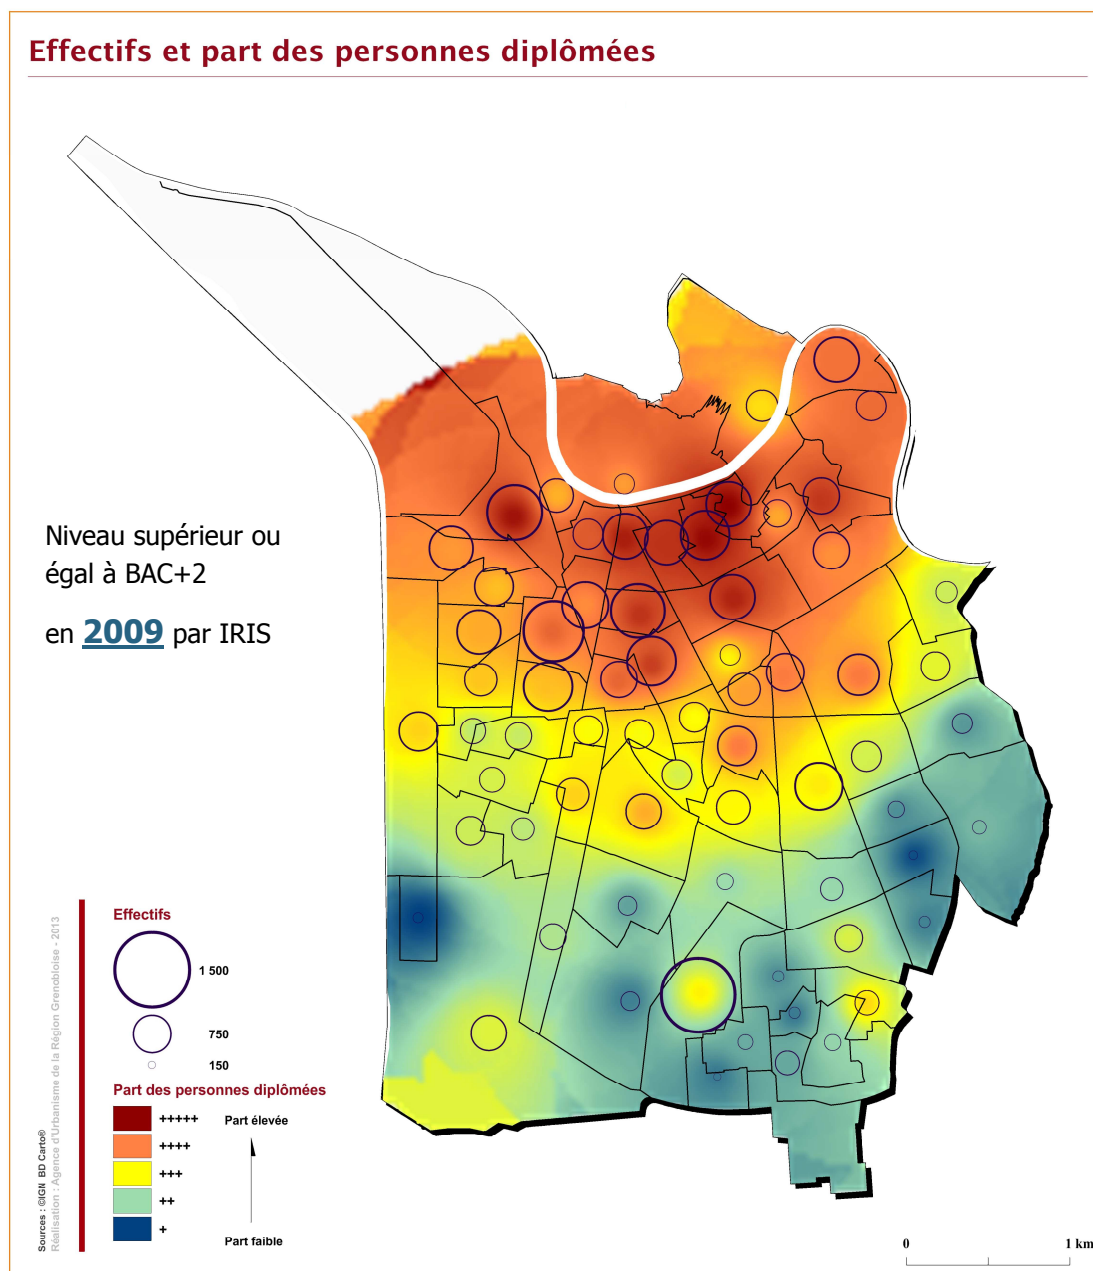 Effectifs et part des personnes diplômées
Niveau supérieur ou
égal à BAC+2
en 2009 par IRIS
Effectifs
1 500
750
150
Part des personnes diplômées
+++++
Part élevée
++++
+++
++
+
Part faible
Sources : ©IGN BD Carto®
Réalisation : Agence d'Urbanisme de la Région Grenobloise - 2013
0
1 km